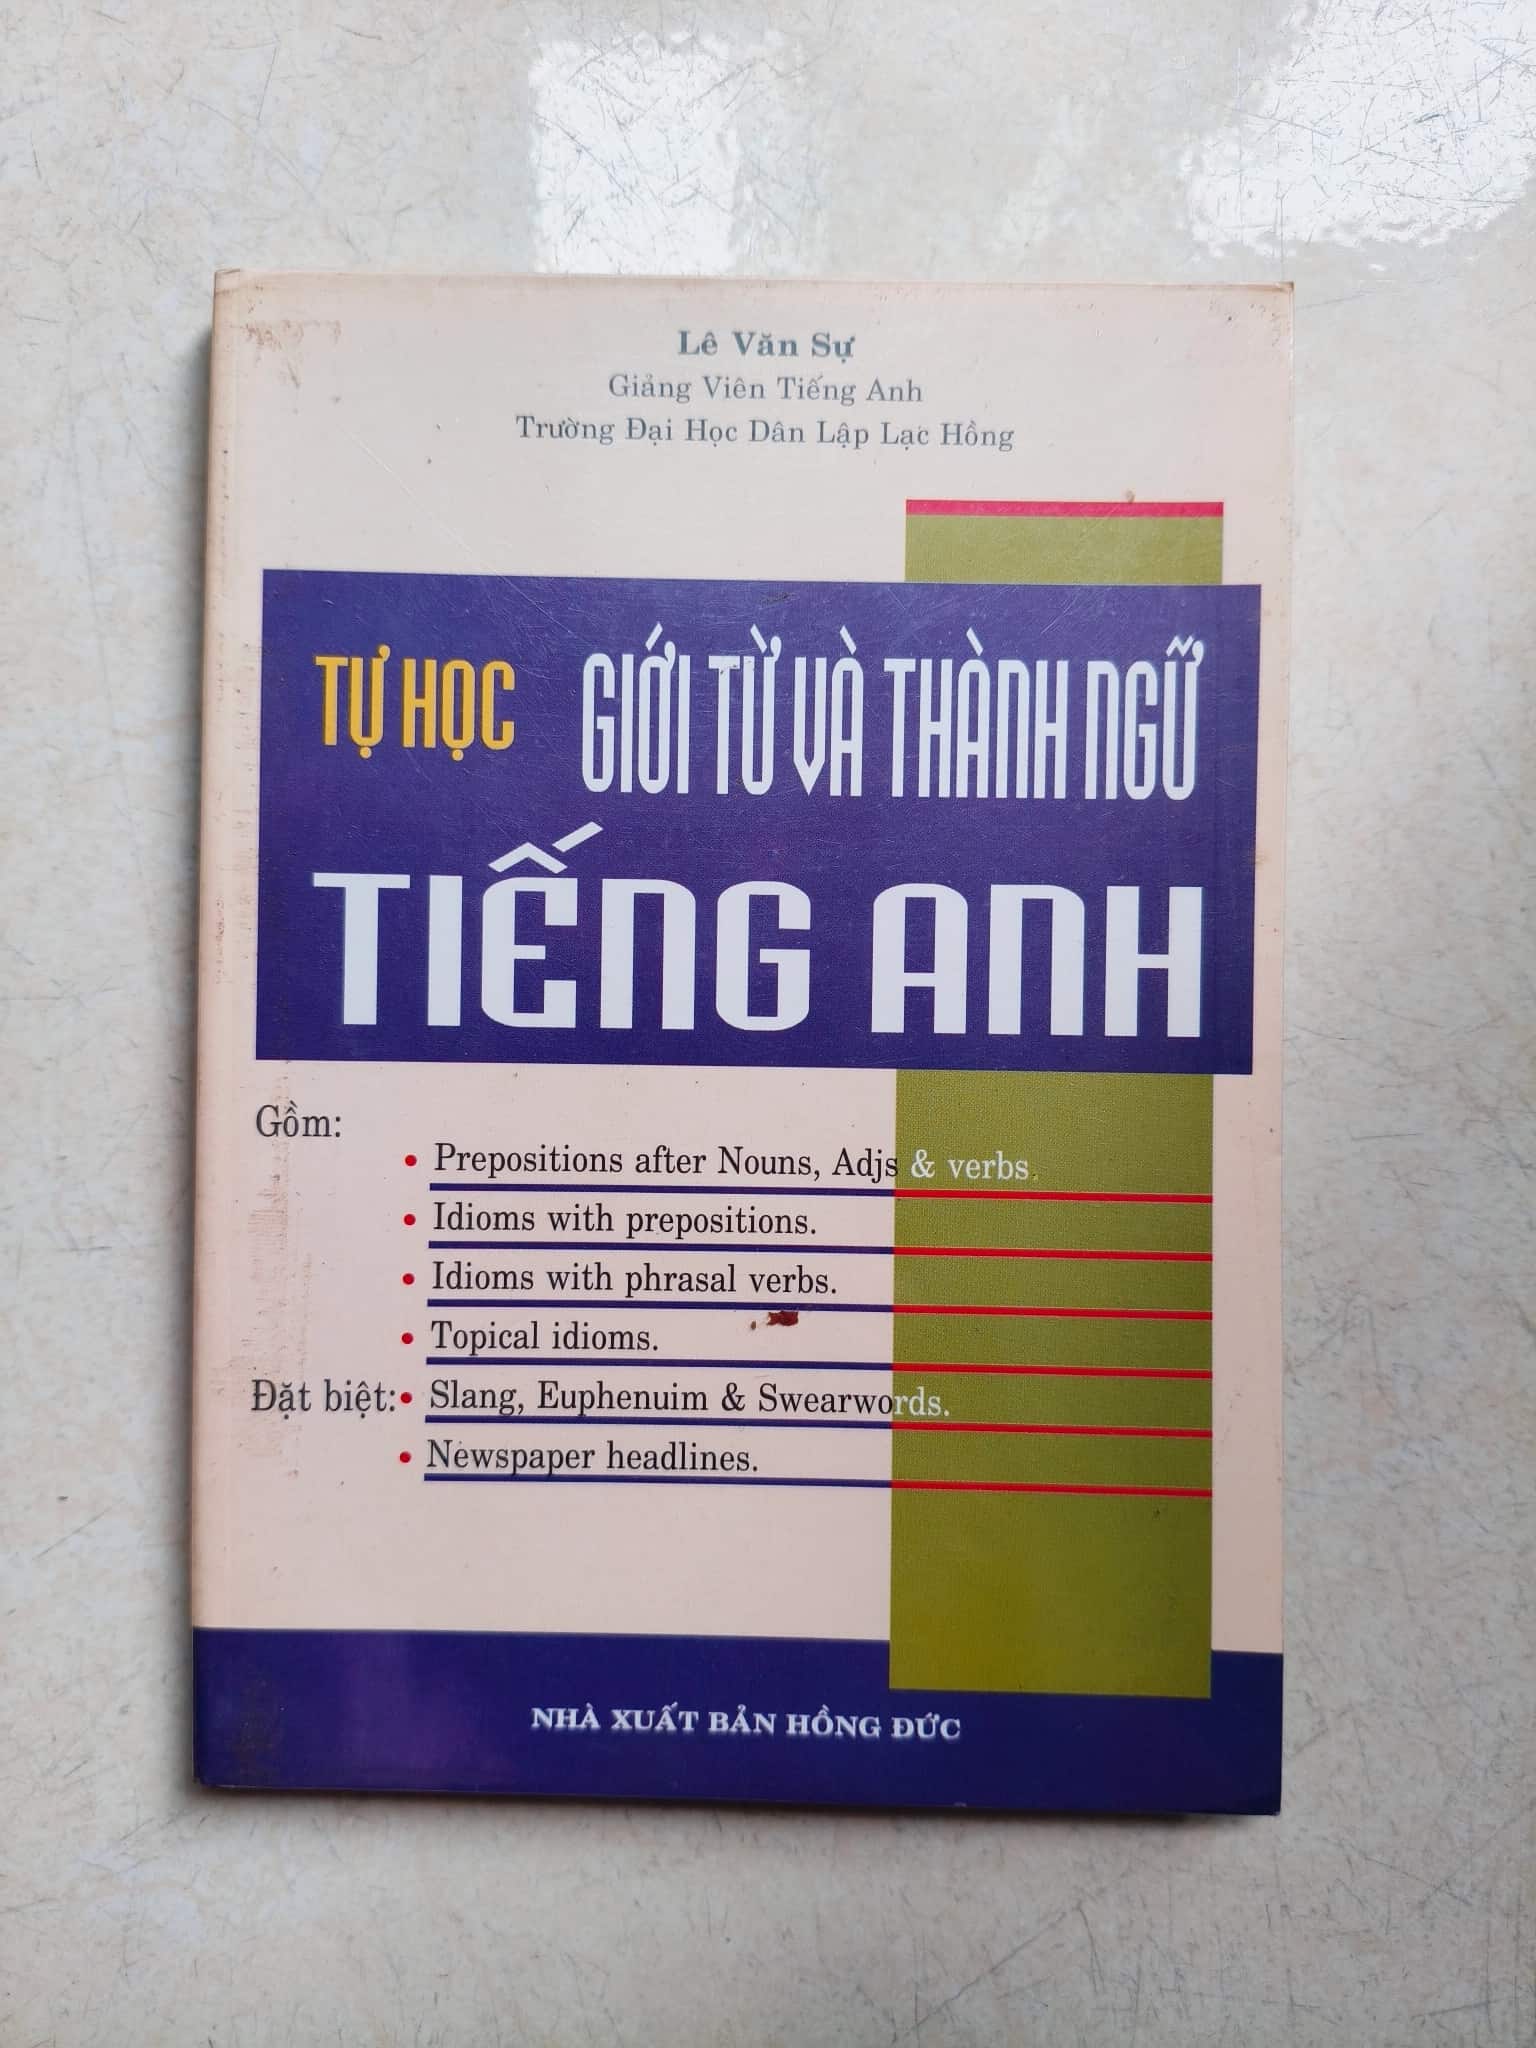 Lê Văn Sự
Giảng Viên Tiếng Anh
Trường Đại Học Dân Lập Lạc Hồng
TỰ HỌC GIỚI TỪ VÀ THÀNH NGỮ
TIẾNG ANH
Gồm:
• Prepositions after Nouns, Adjs & verbs.
• Idioms with prepositions.
• Idioms with phrasal verbs.
• Topical idioms.
Đặt biệt: • Slang, Euphenuim & Swearwords.
• Newspaper headlines.
NHÀ XUẤT BẢN HỒNG ĐỨC